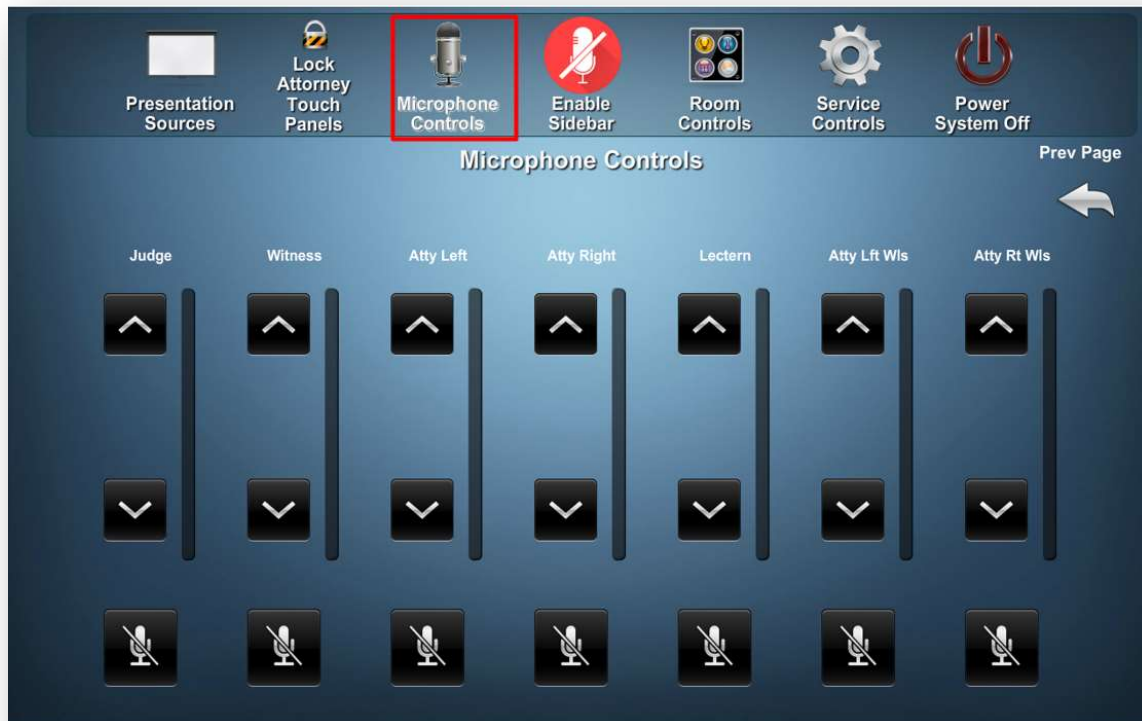 Presentation
Sources
Lock
Attorney
Touch
Panels
Microphone
Controls
Enable
Sidebar
Room
Controls
Service
Controls
Power
System Off
Microphone Controls
Prev Page
Judge
Witness
Atty Left
Atty Right
Lectern
Atty Lft Wls
Atty Rt Wls